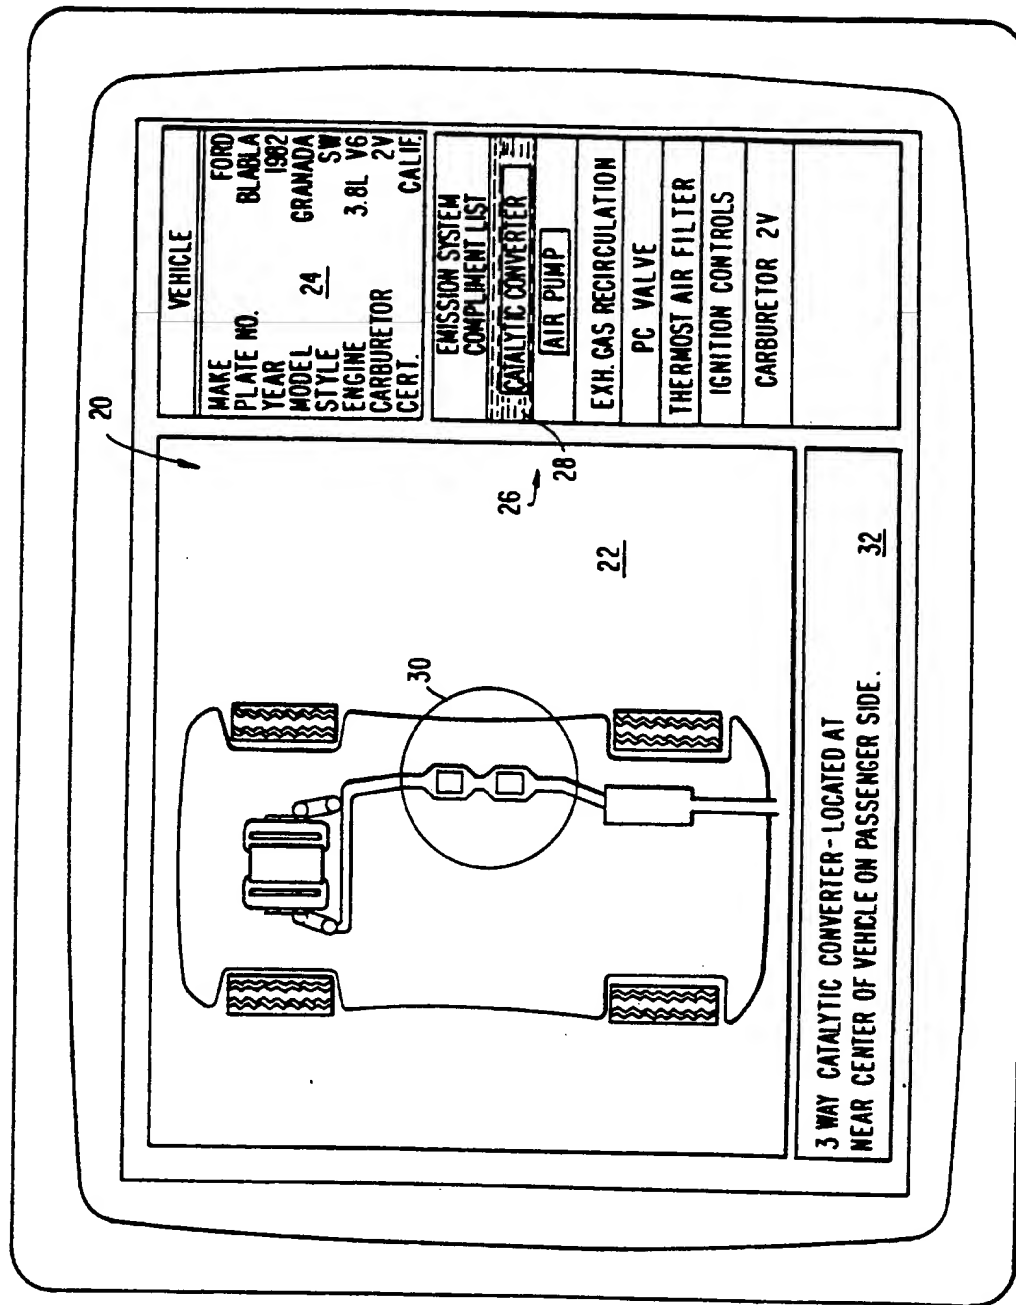 20
VEHICLE
MAKE FORD
PLATE NO. BLABLA
YEAR 1982
MODEL GRANADA
24
STYLE SW
ENGINE 3.8L V6
CARBURETOR 2V
CERT. CALIF.
26
28
EMISSION SYSTEM
COMPLIMENT LIST
CATALYTIC CONVERTER
AIR PUMP
EXH. GAS RECIRCULATION
PC VALVE
THERMOST AIR FILTER
IGNITION CONTROLS
CARBURETOR 2V
30
22
3 WAY CATALYTIC CONVERTER-LOCATED AT
NEAR CENTER OF VEHICLE ON PASSENGER SIDE.
32